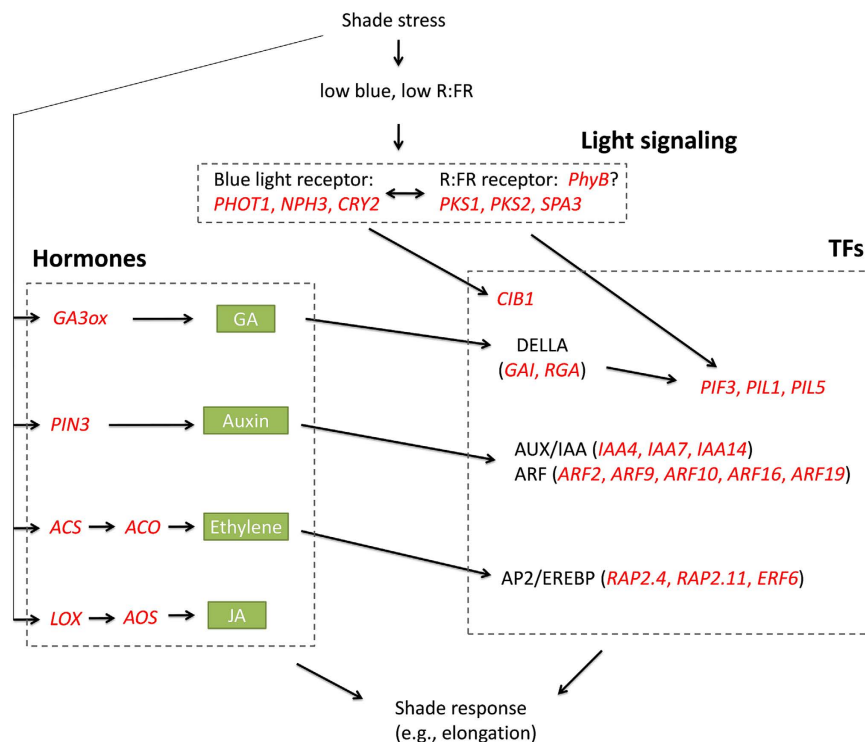 Shade stress
low blue, low R:FR
Light signaling
Blue light receptor:
PHOT1, NPH3, CRY2
R:FR receptor: PhyB?
PKS1, PKS2, SPA3
Hormones
TFs
GA3ox
GA
CIB1
DELLA
(GAI, RGA)
PIF3, PIL1, PIL5
PIN3
Auxin
AUX/IAA (IAA4, IAA7, IAA14)
ARF (ARF2, ARF9, ARF10, ARF16, ARF19)
ACS
ACO
Ethylene
AP2/EREBP (RAP2.4, RAP2.11, ERF6)
LOX
AOS
JA
Shade response
(e.g., elongation)